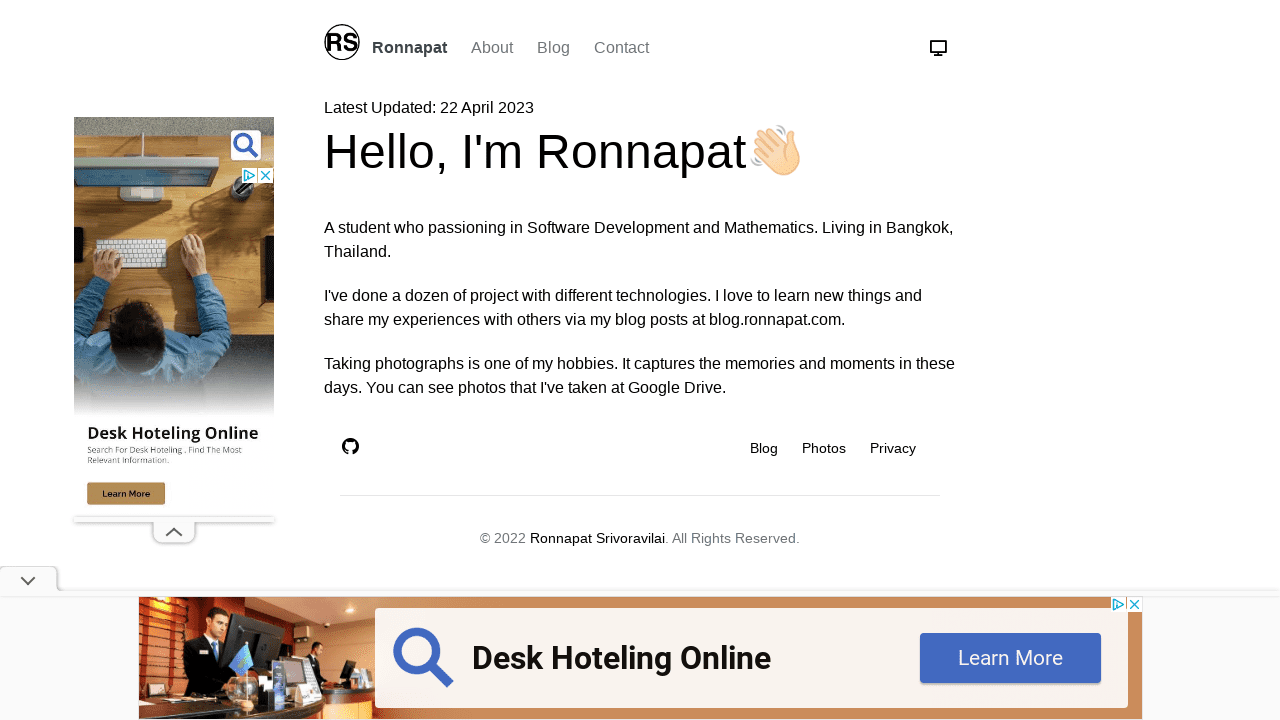 RS
Ronnapat About Blog Contact
Latest Updated: 22 April 2023
Hello, I'm Ronnapat
A student who passioning in Software Development and Mathematics. Living in Bangkok,
Thailand.
I've done a dozen of project with different technologies. I love to learn new things and
share my experiences with others via my blog posts at blog.ronnapat.com.
Taking photographs is one of my hobbies. It captures the memories and moments in these
days. You can see photos that I've taken at Google Drive.
Desk Hoteling Online
Search For Desk Hoteling , Find The Most
Relevant Information.
Learn More
Blog Photos Privacy
© 2022 Ronnapat Srivoravilai. All Rights Reserved.
Desk Hoteling Online
Learn More